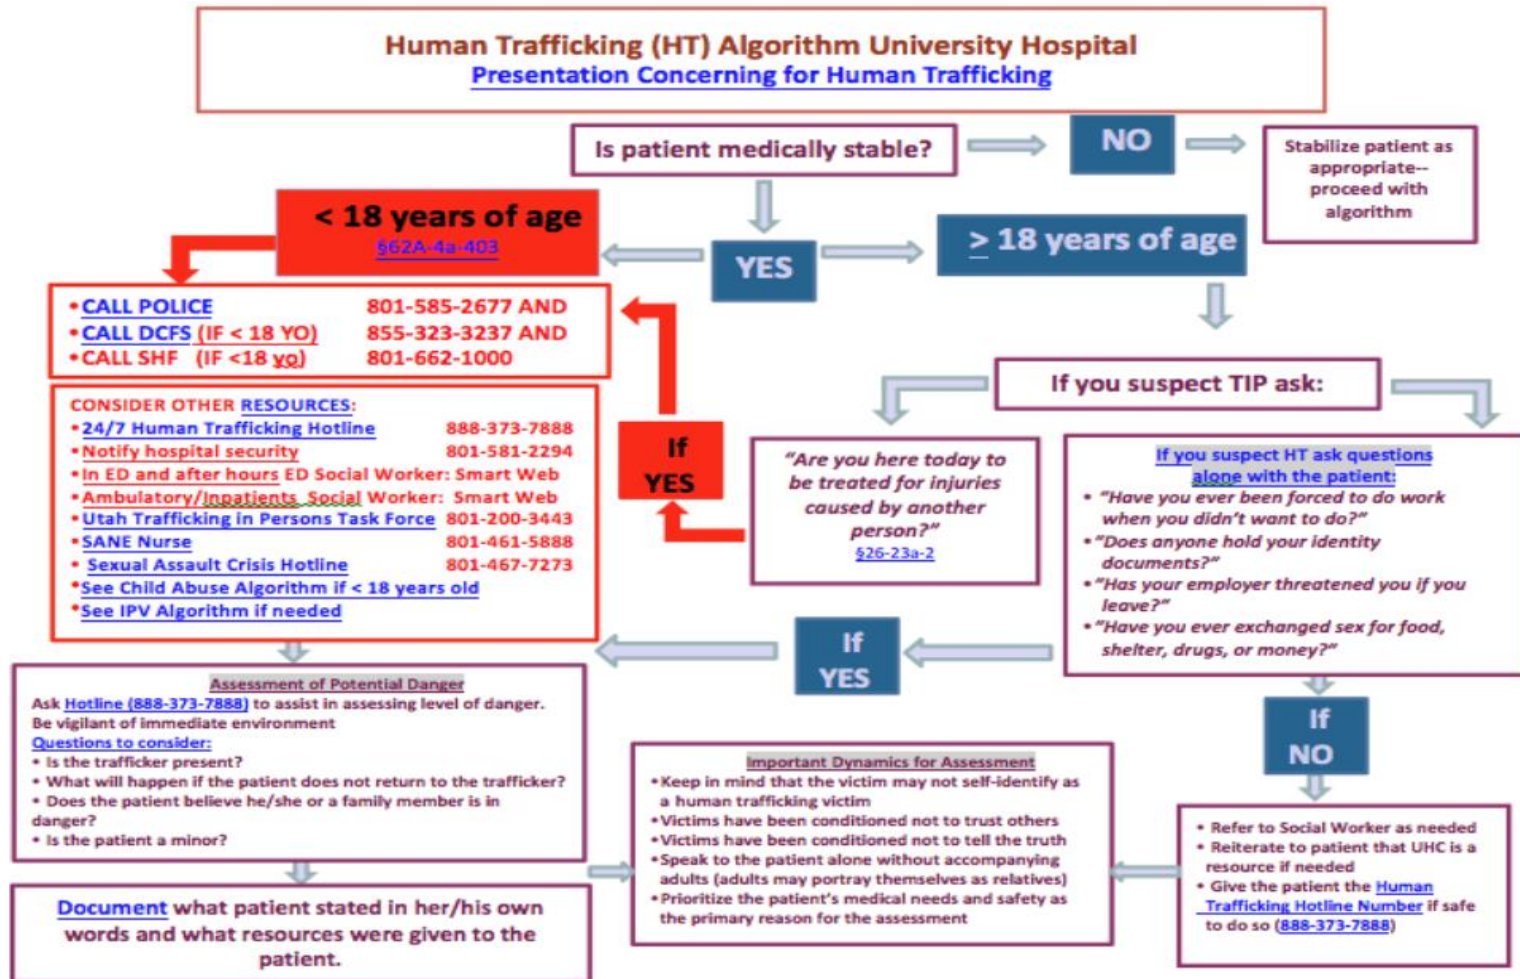 Human Trafficking (HT) Algorithm University Hospital
Presentation Concerning for Human Trafficking
Is patient medically stable?
NO
Stabilize patient as
appropriate--
proceed with
algorithm
< 18 years of age
§62A-4a-403
YES
> 18 years of age
•CALL POLICE 801-585-2677 AND
•CALL DCFS (IF < 18 YO) 855-323-3237 AND
•CALL SHF (IF <18 yo) 801-662-1000
If you suspect TIP ask:
CONSIDER OTHER RESOURCES:
•24/7 Human Trafficking Hotline 888-373-7888
•Notify hospital security 801-581-2294
•In ED and after hours ED Social Worker: Smart Web
•Ambulatory/Inpatients Social Worker: Smart Web
•Utah Trafficking in Persons Task Force 801-200-3443
•SANE Nurse 801-461-5888
• Sexual Assault Crisis Hotline 801-467-7273
•See Child Abuse Algorithm if < 18 years old
•See IPV Algorithm if needed
If
YES
"Are you here today to
be treated for injuries
caused by another
person?"
§26-23a-2
If you suspect HT ask questions
alone with the patient:
• "Have you ever been forced to do work
when you didn't want to do?"
• "Does anyone hold your identity
documents?"
• "Has your employer threatened you if you
leave?"
• "Have you ever exchanged sex for food,
shelter, drugs, or money?"
If
YES
If
NO
Assessment of Potential Danger
Ask Hotline (888-373-7888) to assist in assessing level of danger.
Be vigilant of immediate environment
Questions to consider:
• Is the trafficker present?
• What will happen if the patient does not return to the trafficker?
• Does the patient believe he/she or a family member is in
danger?
• Is the patient a minor?
Important Dynamics for Assessment
•Keep in mind that the victim may not self-identify as
a human trafficking victim
•Victims have been conditioned not to trust others
•Victims have been conditioned not to tell the truth
•Speak to the patient alone without accompanying
adults (adults may portray themselves as relatives)
•Prioritize the patient's medical needs and safety as
the primary reason for the assessment
• Refer to Social Worker as needed
• Reiterate to patient that UHC is a
resource if needed
• Give the patient the Human
Trafficking Hotline Number if safe
to do so (888-373-7888)
Document what patient stated in her/his own
words and what resources were given to the
patient.